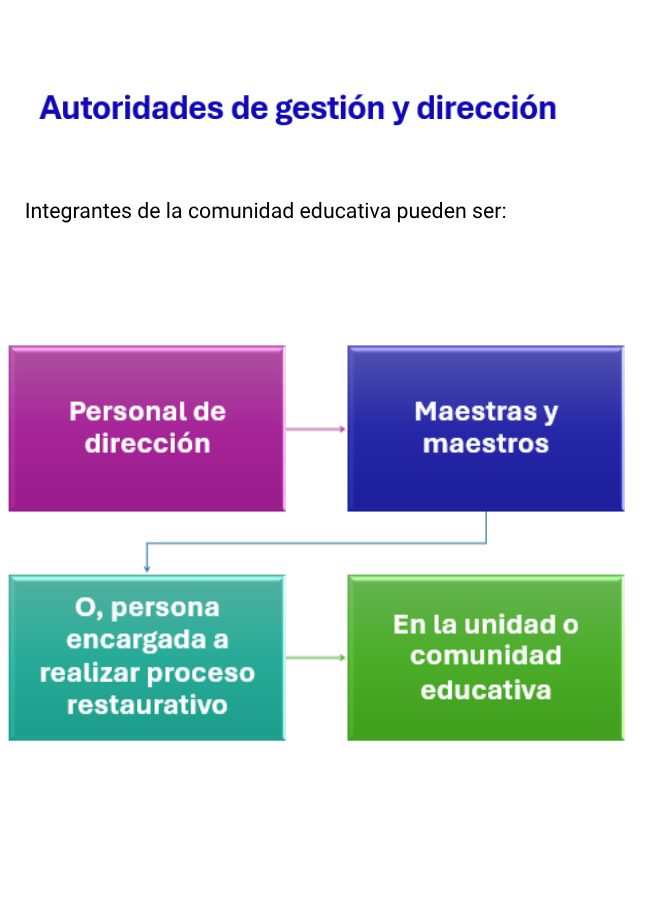 Autoridades de gestión y dirección
Integrantes de la comunidad educativa pueden ser:
Personal de
dirección
Maestras y
maestros
O, persona
encargada a
realizar proceso
restaurativo
En la unidad o
comunidad
educativa